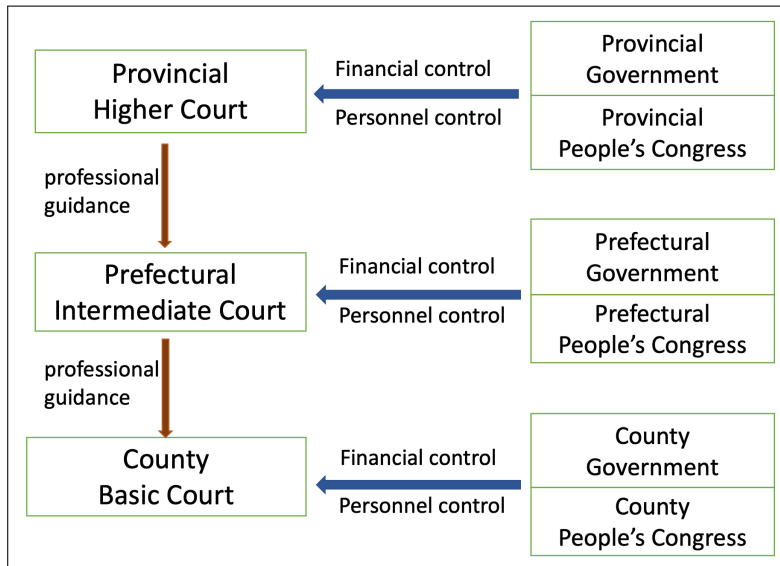 Provincial
Higher Court
Financial control
Personnel control
Provincial
Government
Provincial
People’s Congress
professional
guidance
Prefectural
Intermediate Court
Financial control
Personnel control
Prefectural
Government
Prefectural
People’s Congress
professional
guidance
County
Basic Court
Financial control
Personnel control
County
Government
County
People’s Congress